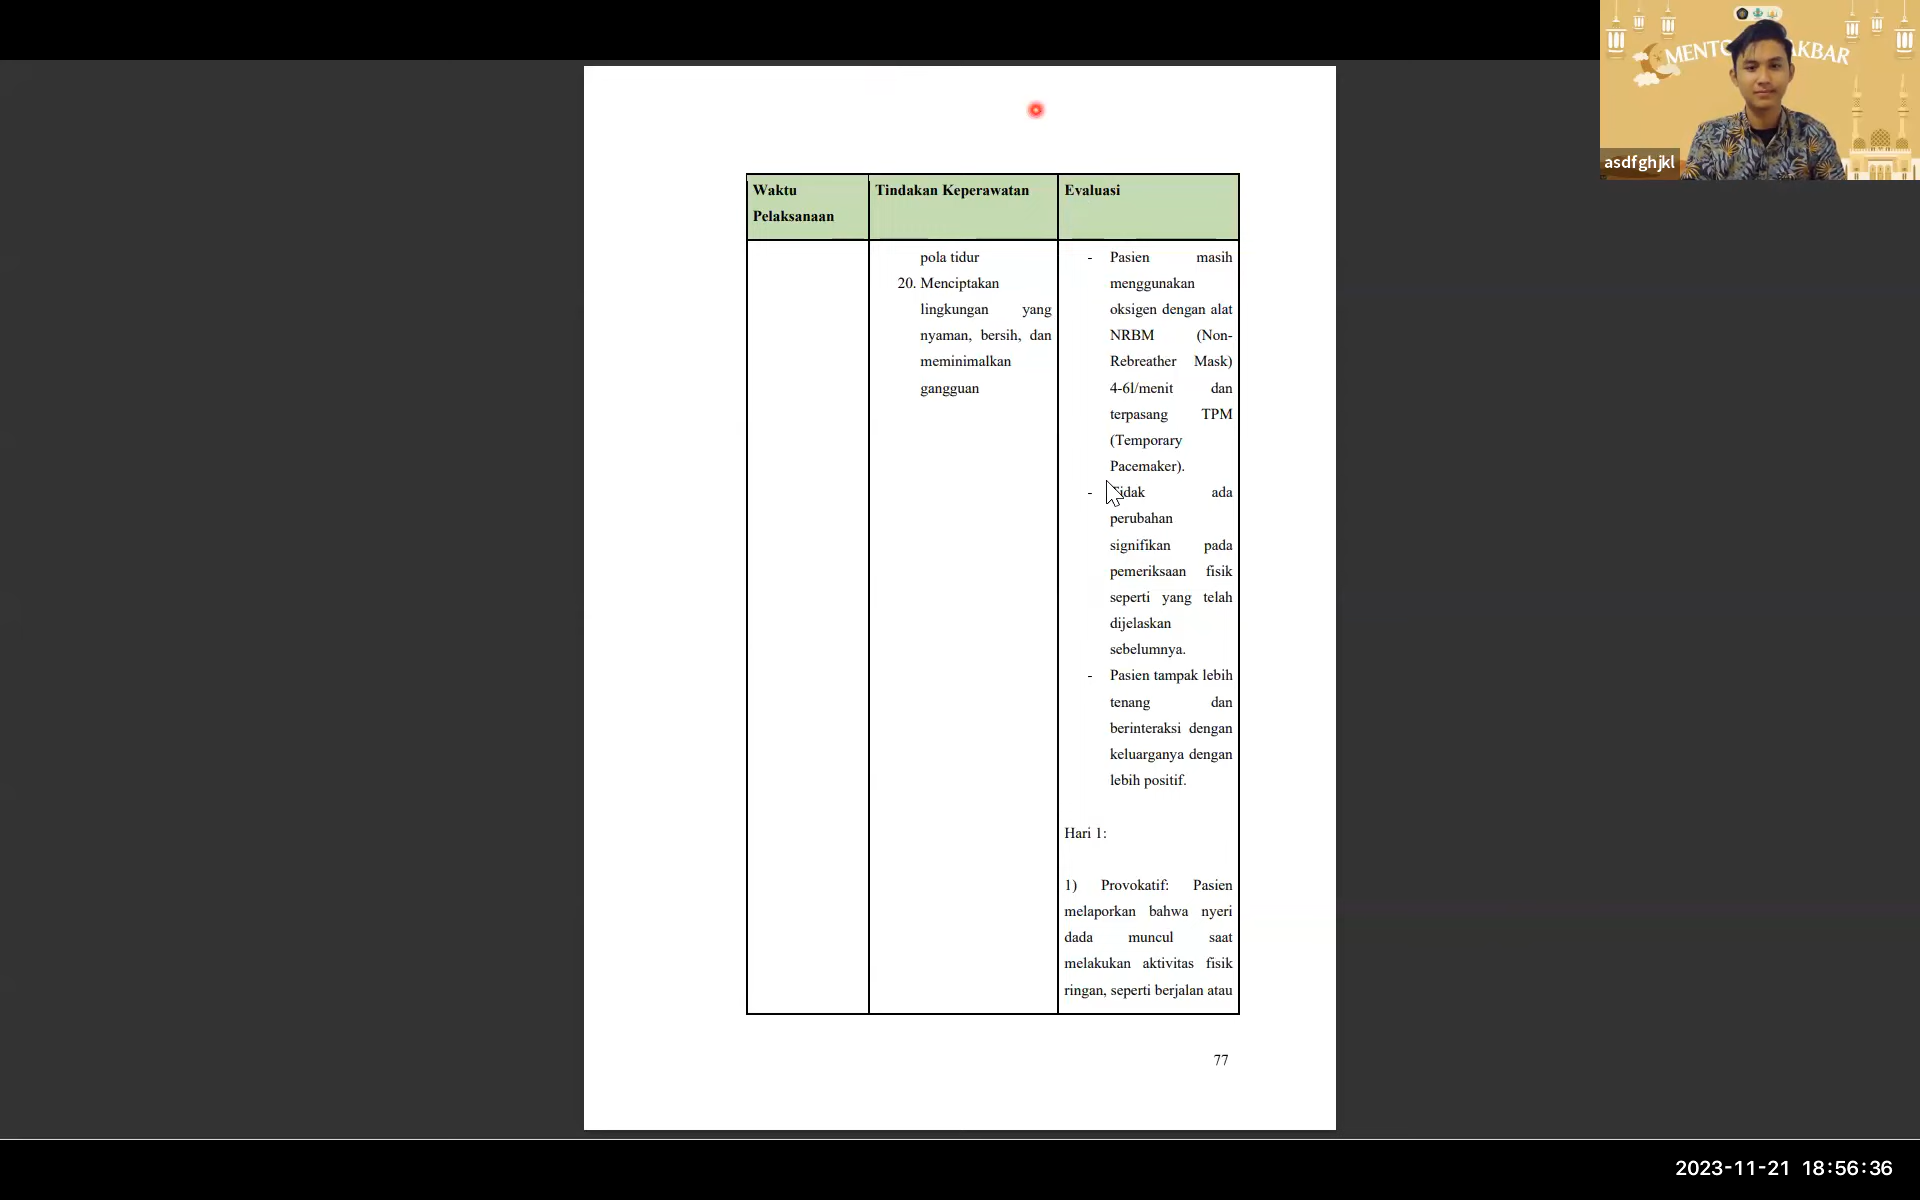 MENTO AKBAR
asdfghjkl
Waktu
Pelaksanaan
Tindakan Keperawatan
Evaluasi
pola tidur
20. Menciptakan
lingkungan yang
nyaman, bersih, dan
meminimalkan
gangguan
- Pasien masih
menggunakan
oksigen dengan alat
NRBM (Non-
Rebreather Mask)
4-6l/menit dan
terpasang TPM
(Temporary
Pacemaker).
- Tidak ada
perubahan
signifikan pada
pemeriksaan fisik
seperti yang telah
dijelaskan
sebelumnya.
- Pasien tampak lebih
tenang dan
berinteraksi dengan
keluarganya dengan
lebih positif.
Hari 1:
1) Provokatif: Pasien
melaporkan bahwa nyeri
dada muncul saat
melakukan aktivitas fisik
ringan, seperti berjalan atau
77
2023-11-21 18:56:36